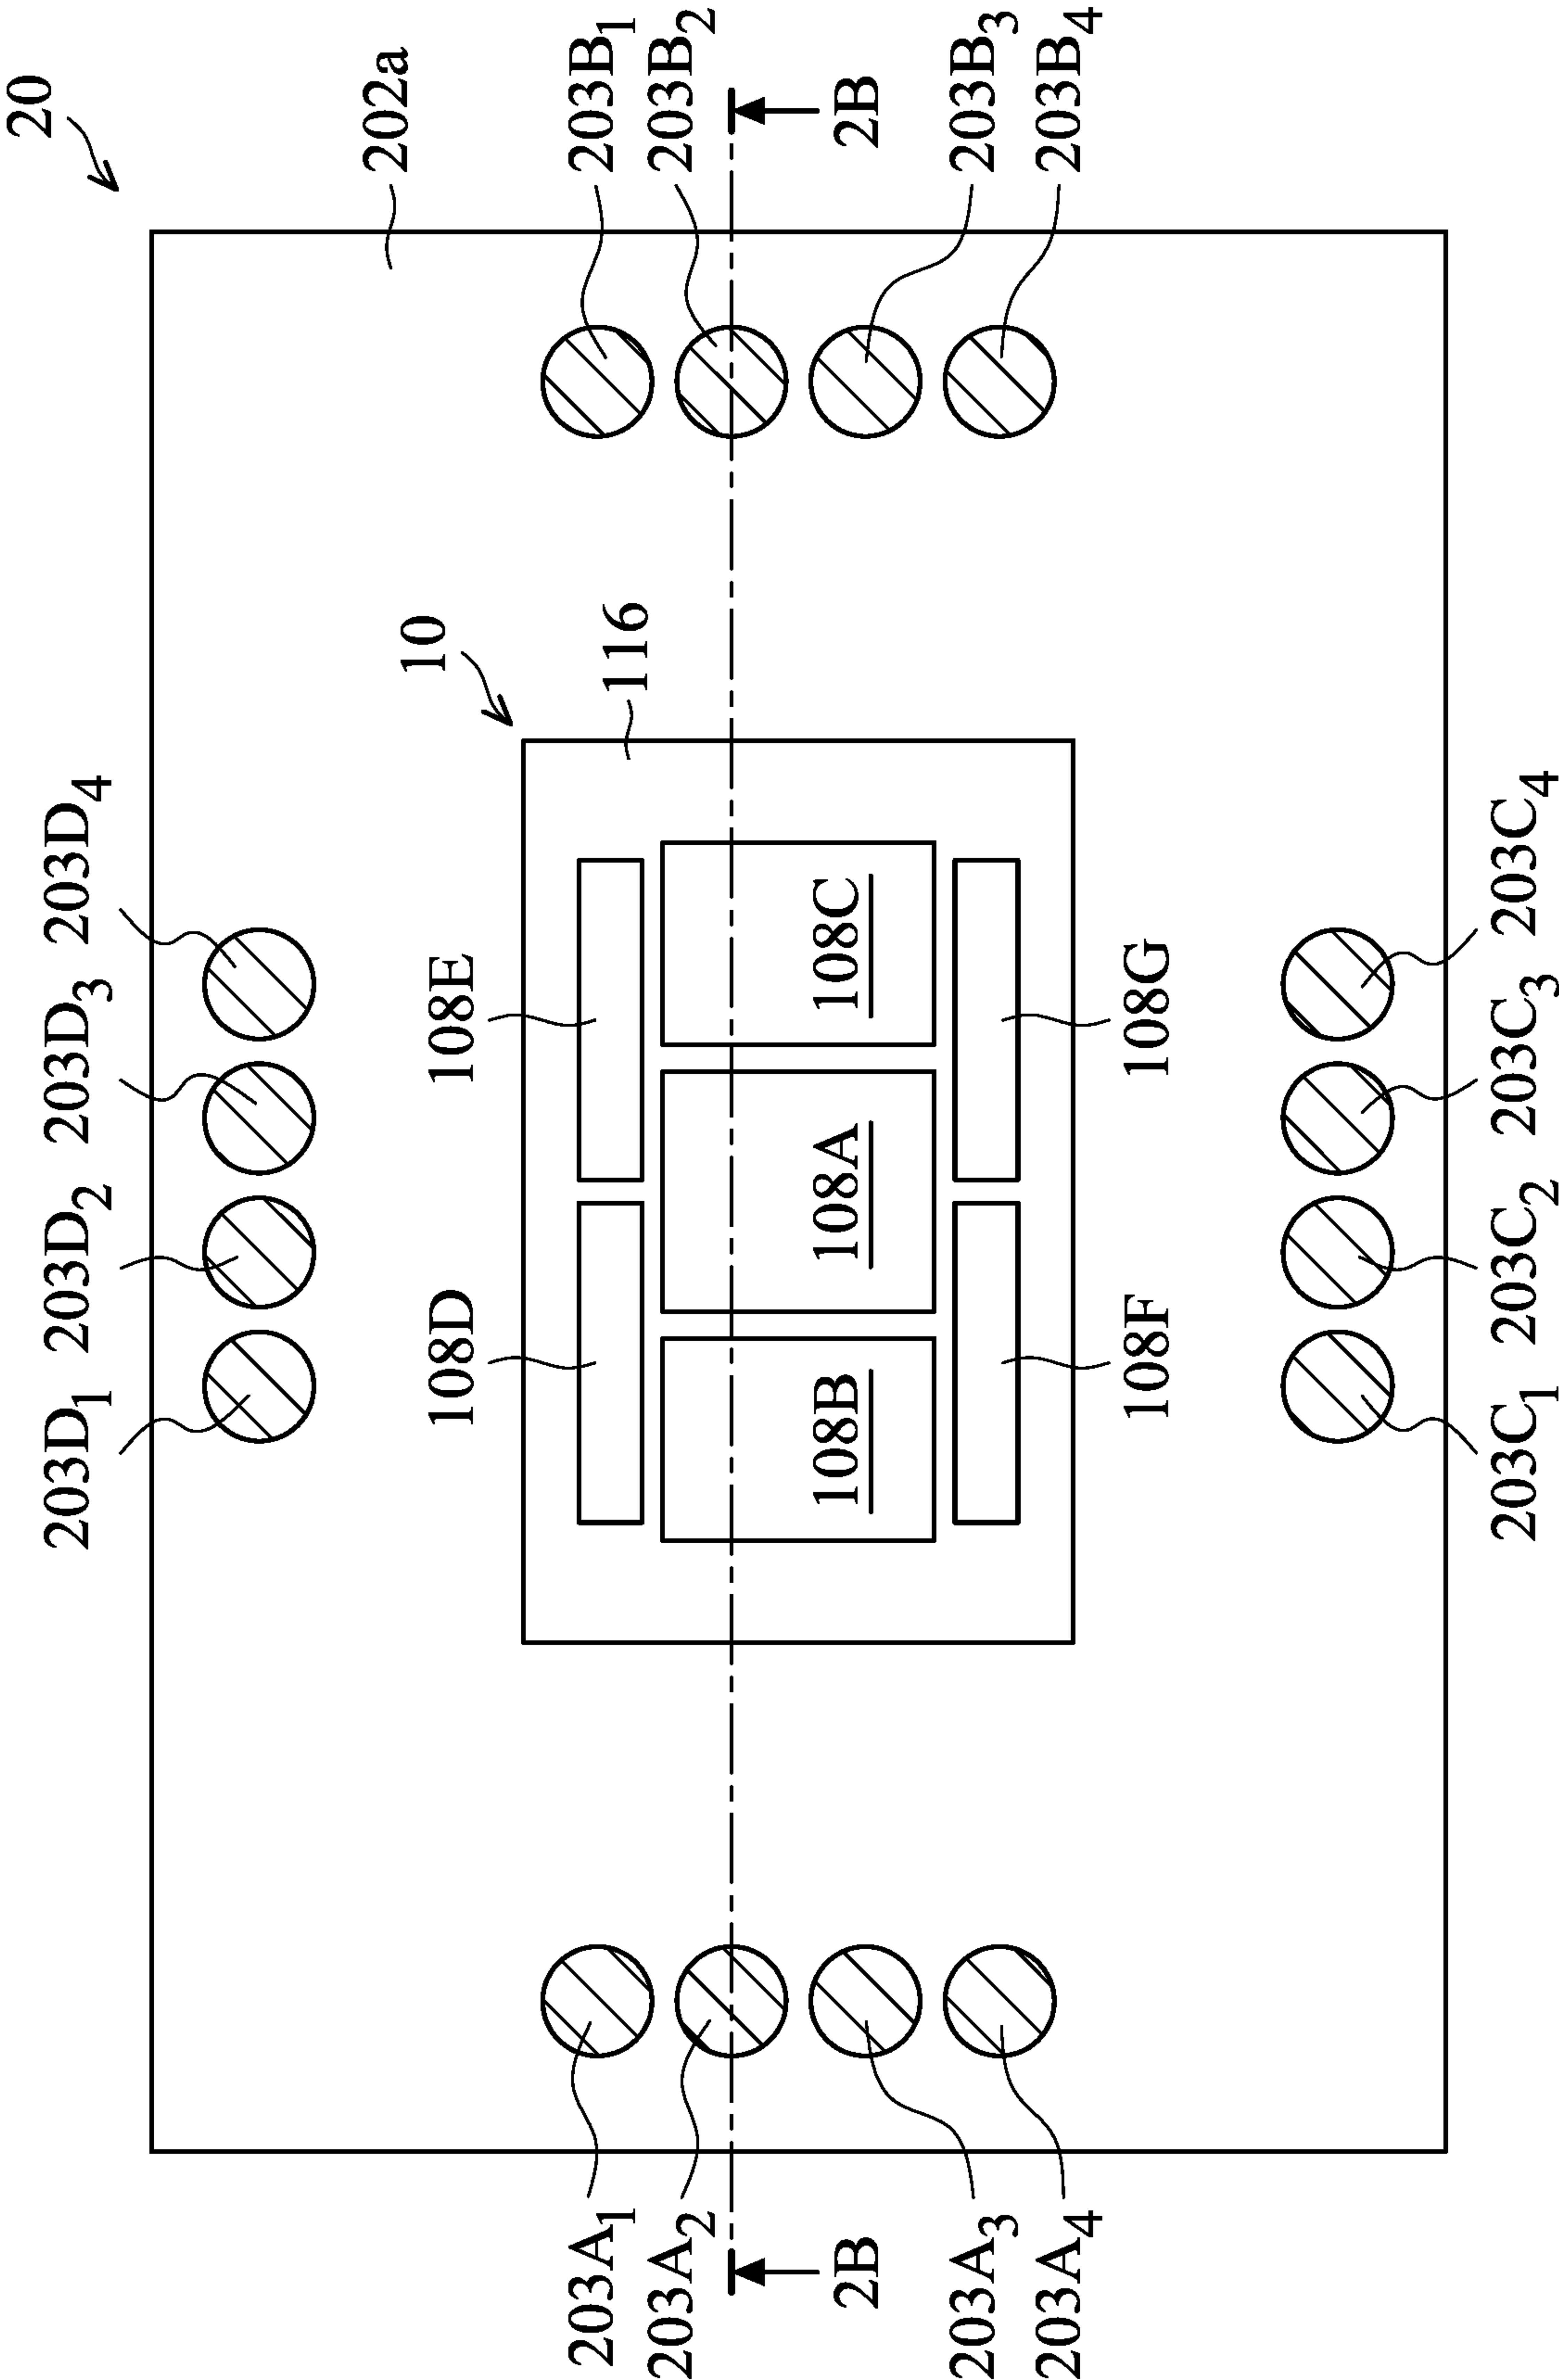 20
203D₁ 203D₂ 203D₃ 203D₄
202a
10
108D 108E
203A₁ 116 203B₁
203A₂ 203B₂
108B 108A 108C
2B 2B
203A₃ 203B₃
203A₄ 203B₄
108F 108G
203C₁ 203C₂ 203C₃ 203C₄